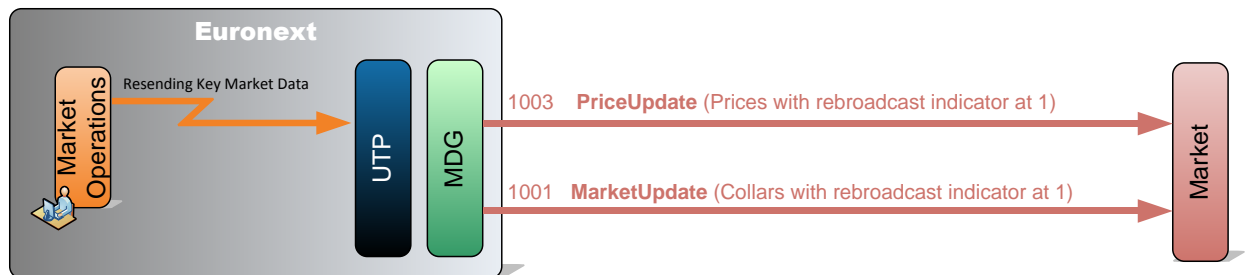 Euronext
Market
Operations
Resending Key Market Data
UTP
MDG
1003 PriceUpdate (Prices with rebroadcast indicator at 1)
1001 MarketUpdate (Collars with rebroadcast indicator at 1)
Market